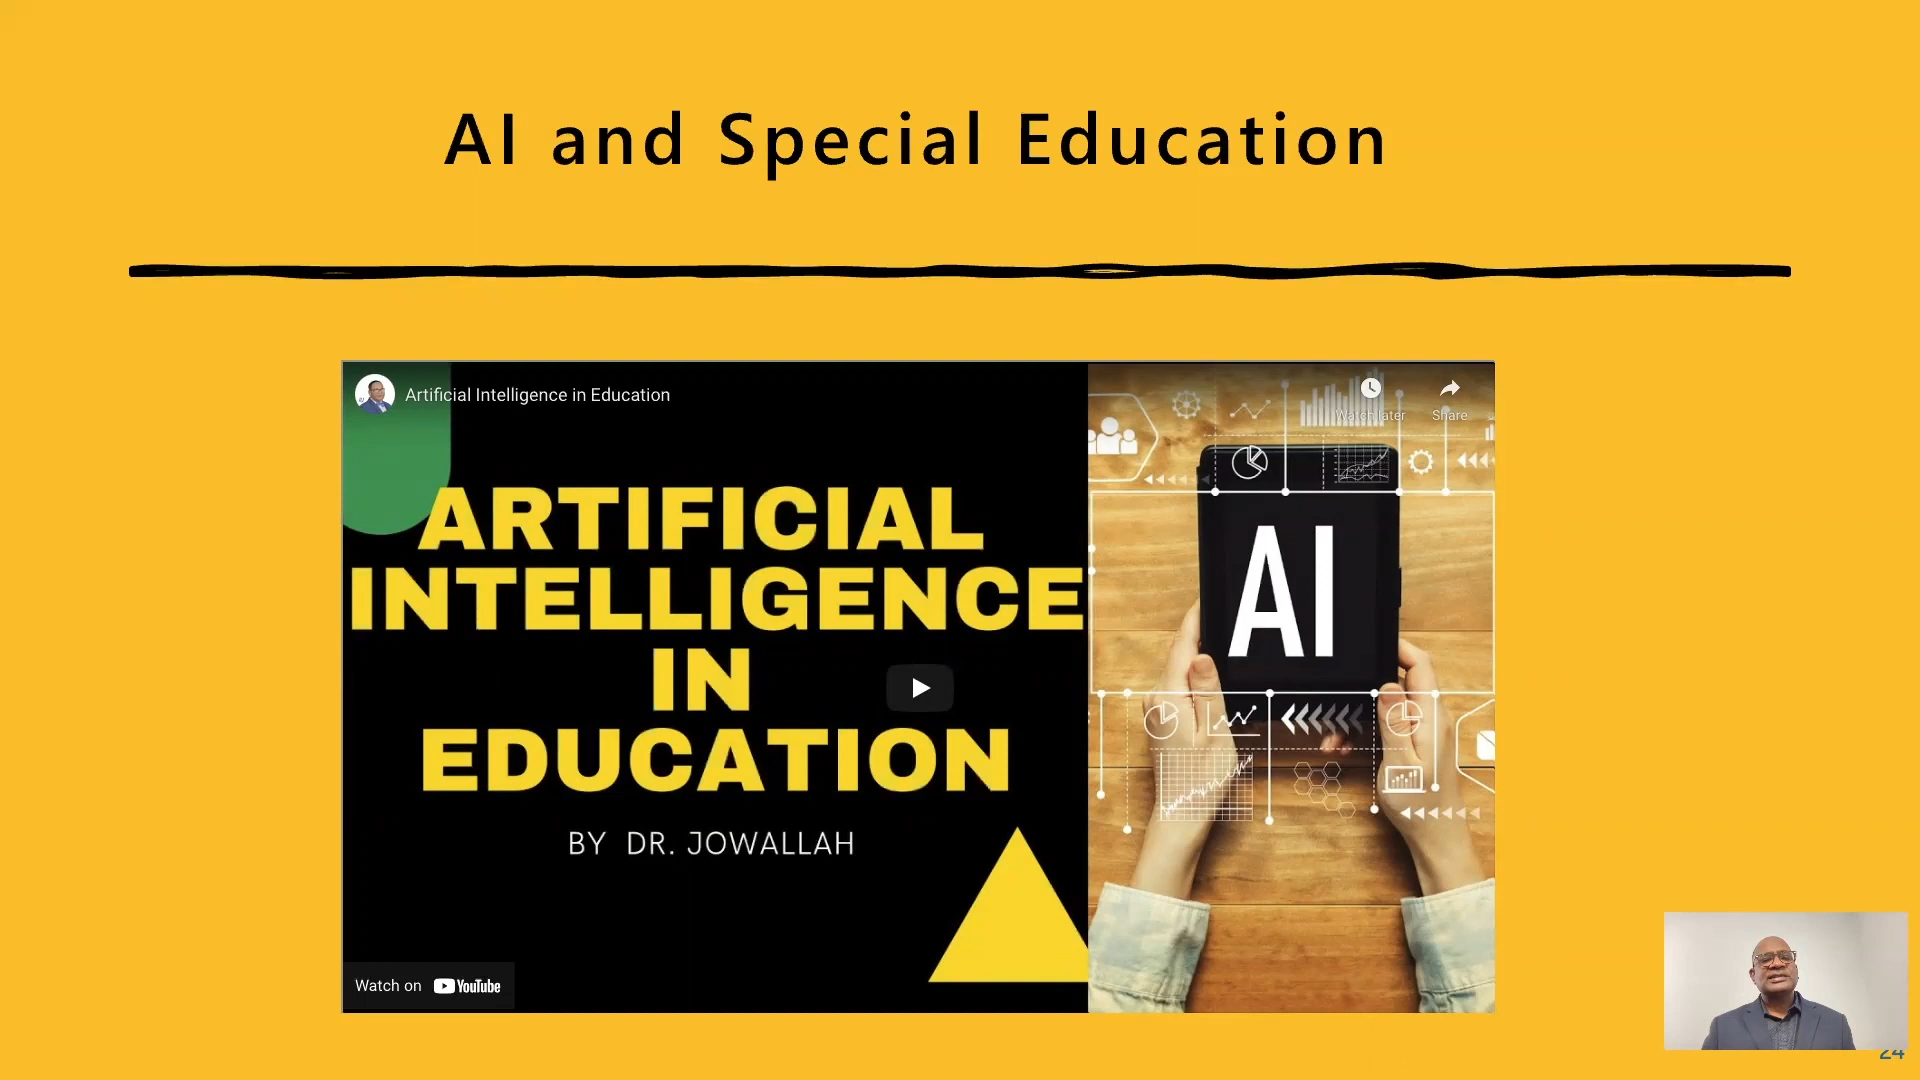 AI and Special Education
Artificial Intelligence in Education
Watch later
Share
ARTIFICIAL
INTELLIGENCE
IN
EDUCATION
BY DR. JOWALLAH
AI
Watch on YouTube
24